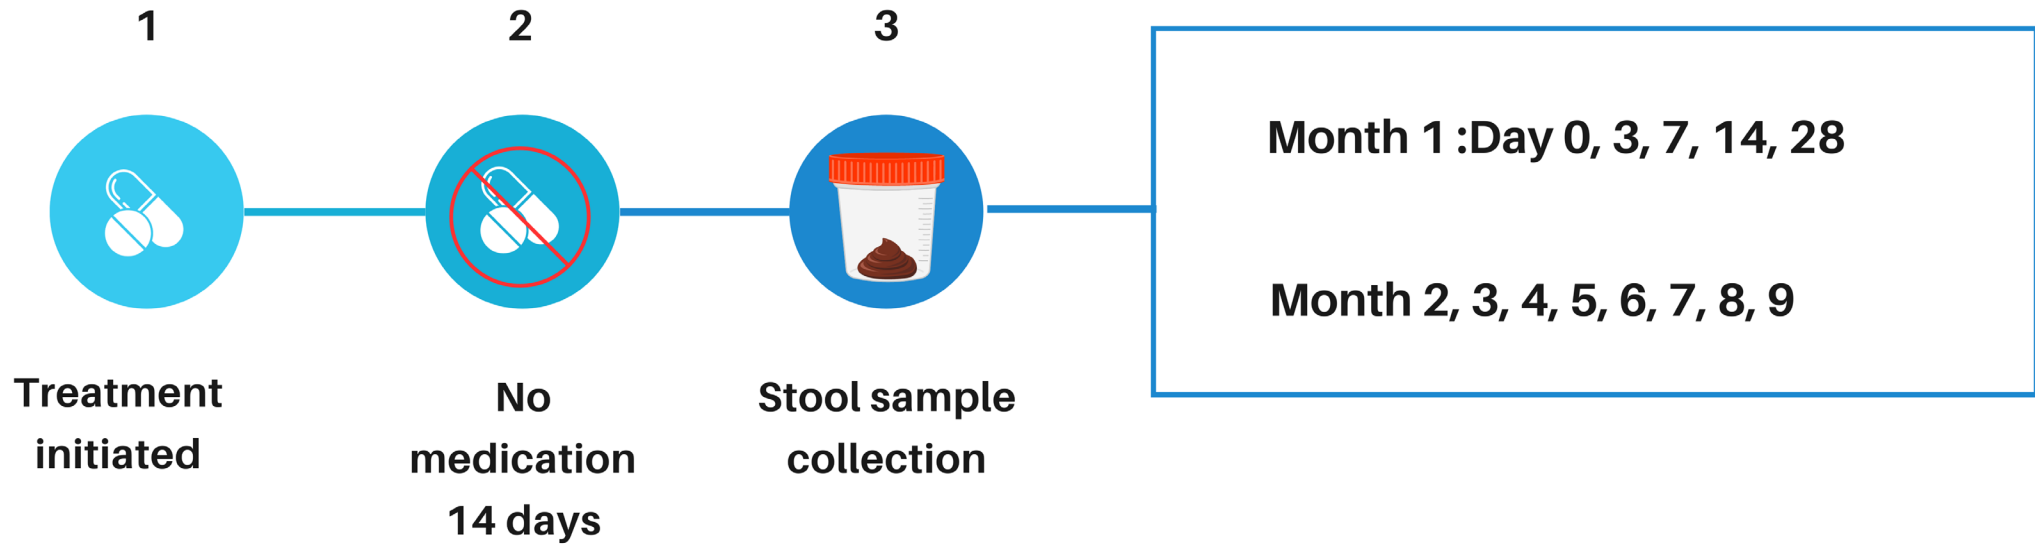 1
2
3
Treatment
initiated
No
medication
14 days
Stool sample
collection
Month 1 :Day 0, 3, 7, 14, 28
Month 2, 3, 4, 5, 6, 7, 8, 9